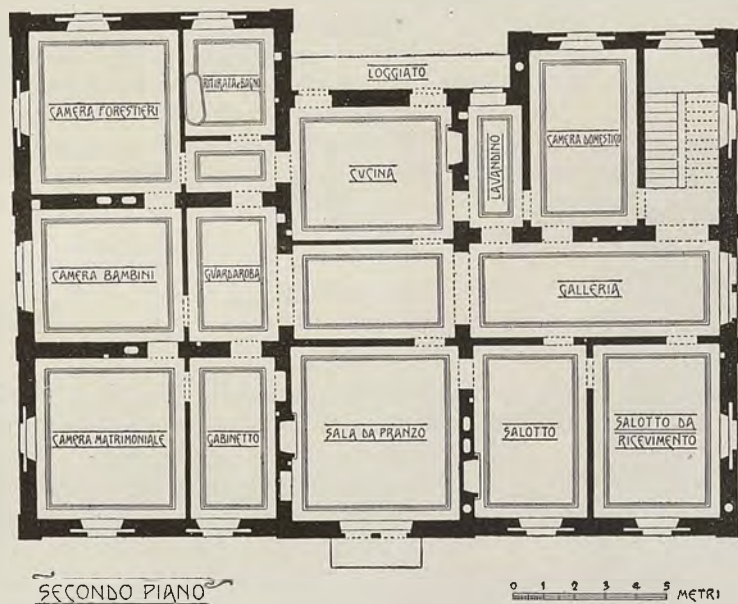 LOGGIATO
CAMERA FORESTIERI
RITIRATA e BAGNO
CUCINA
LAVANDINO
CAMERA DOMESTICO
CAMERA BAMBINI
GUARDAROBA
GALLERIA
CAMERA MATRIMONIALE
GABINETTO
SALA DA PRANZO
SALOTTO
SALOTTO DA
RICEVIMENTO
SECONDO PIANO
0 1 2 3 4 5 METRI